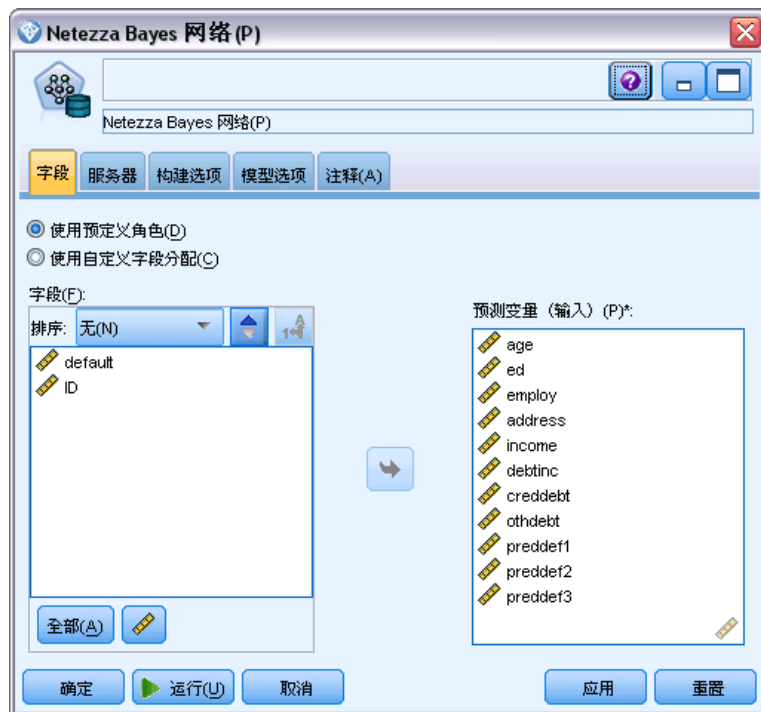 Netezza Bayes 网络(P)
Netezza Bayes 网络(P)
字段 服务器 构建选项 模型选项 注释(A)
使用预定义角色(D)
使用自定义字段分配(C)
字段(F):
排序: 无(N)
default
ID
全部(A)
预测变量（输入）(P)*:
age
ed
employ
address
income
debtinc
creddebt
othdebt
preddef1
preddef2
preddef3
确定 运行(U) 取消 应用 重置